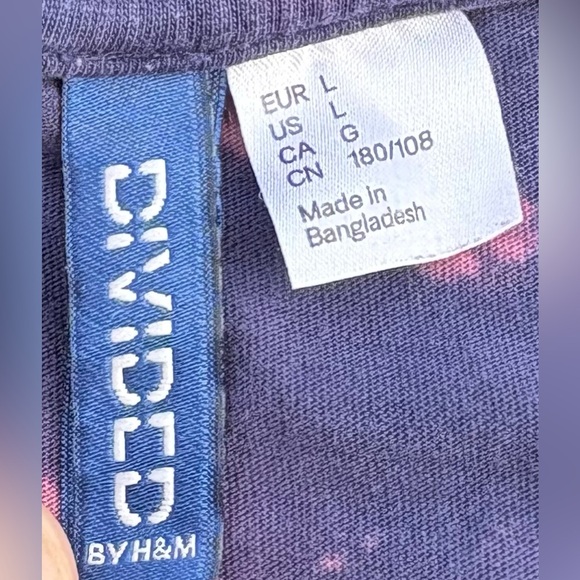 DIVIDED
BY H&M
EUR L
US L
CA G
CN 180/108
Made in
Bangladesh